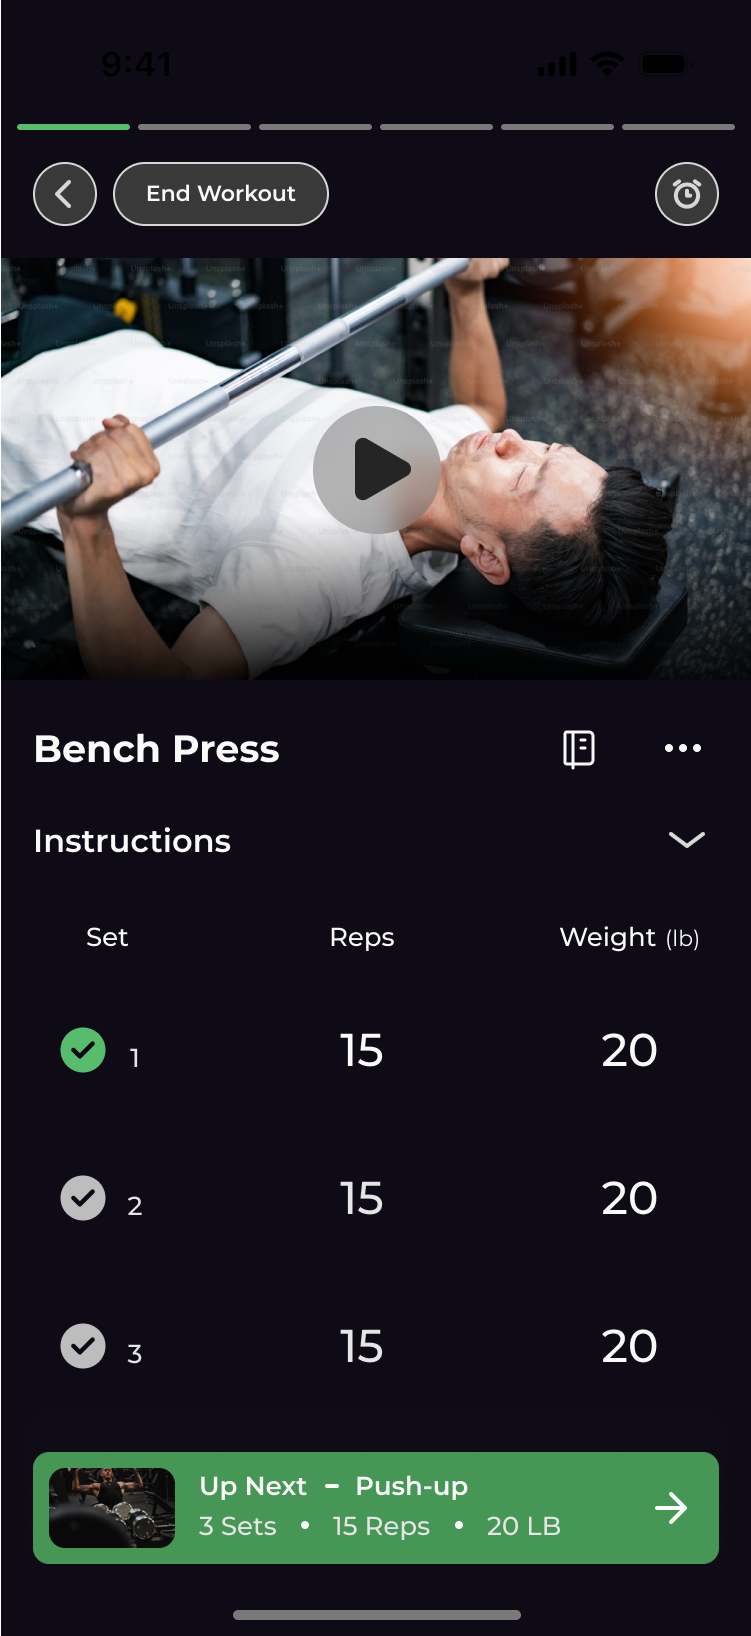 9:41
End Workout
Unsplash+
Bench Press
Instructions
Set Reps Weight (lb)
1 15 20
2 15 20
3 15 20
Up Next – Push-up
3 Sets • 15 Reps • 20 LB